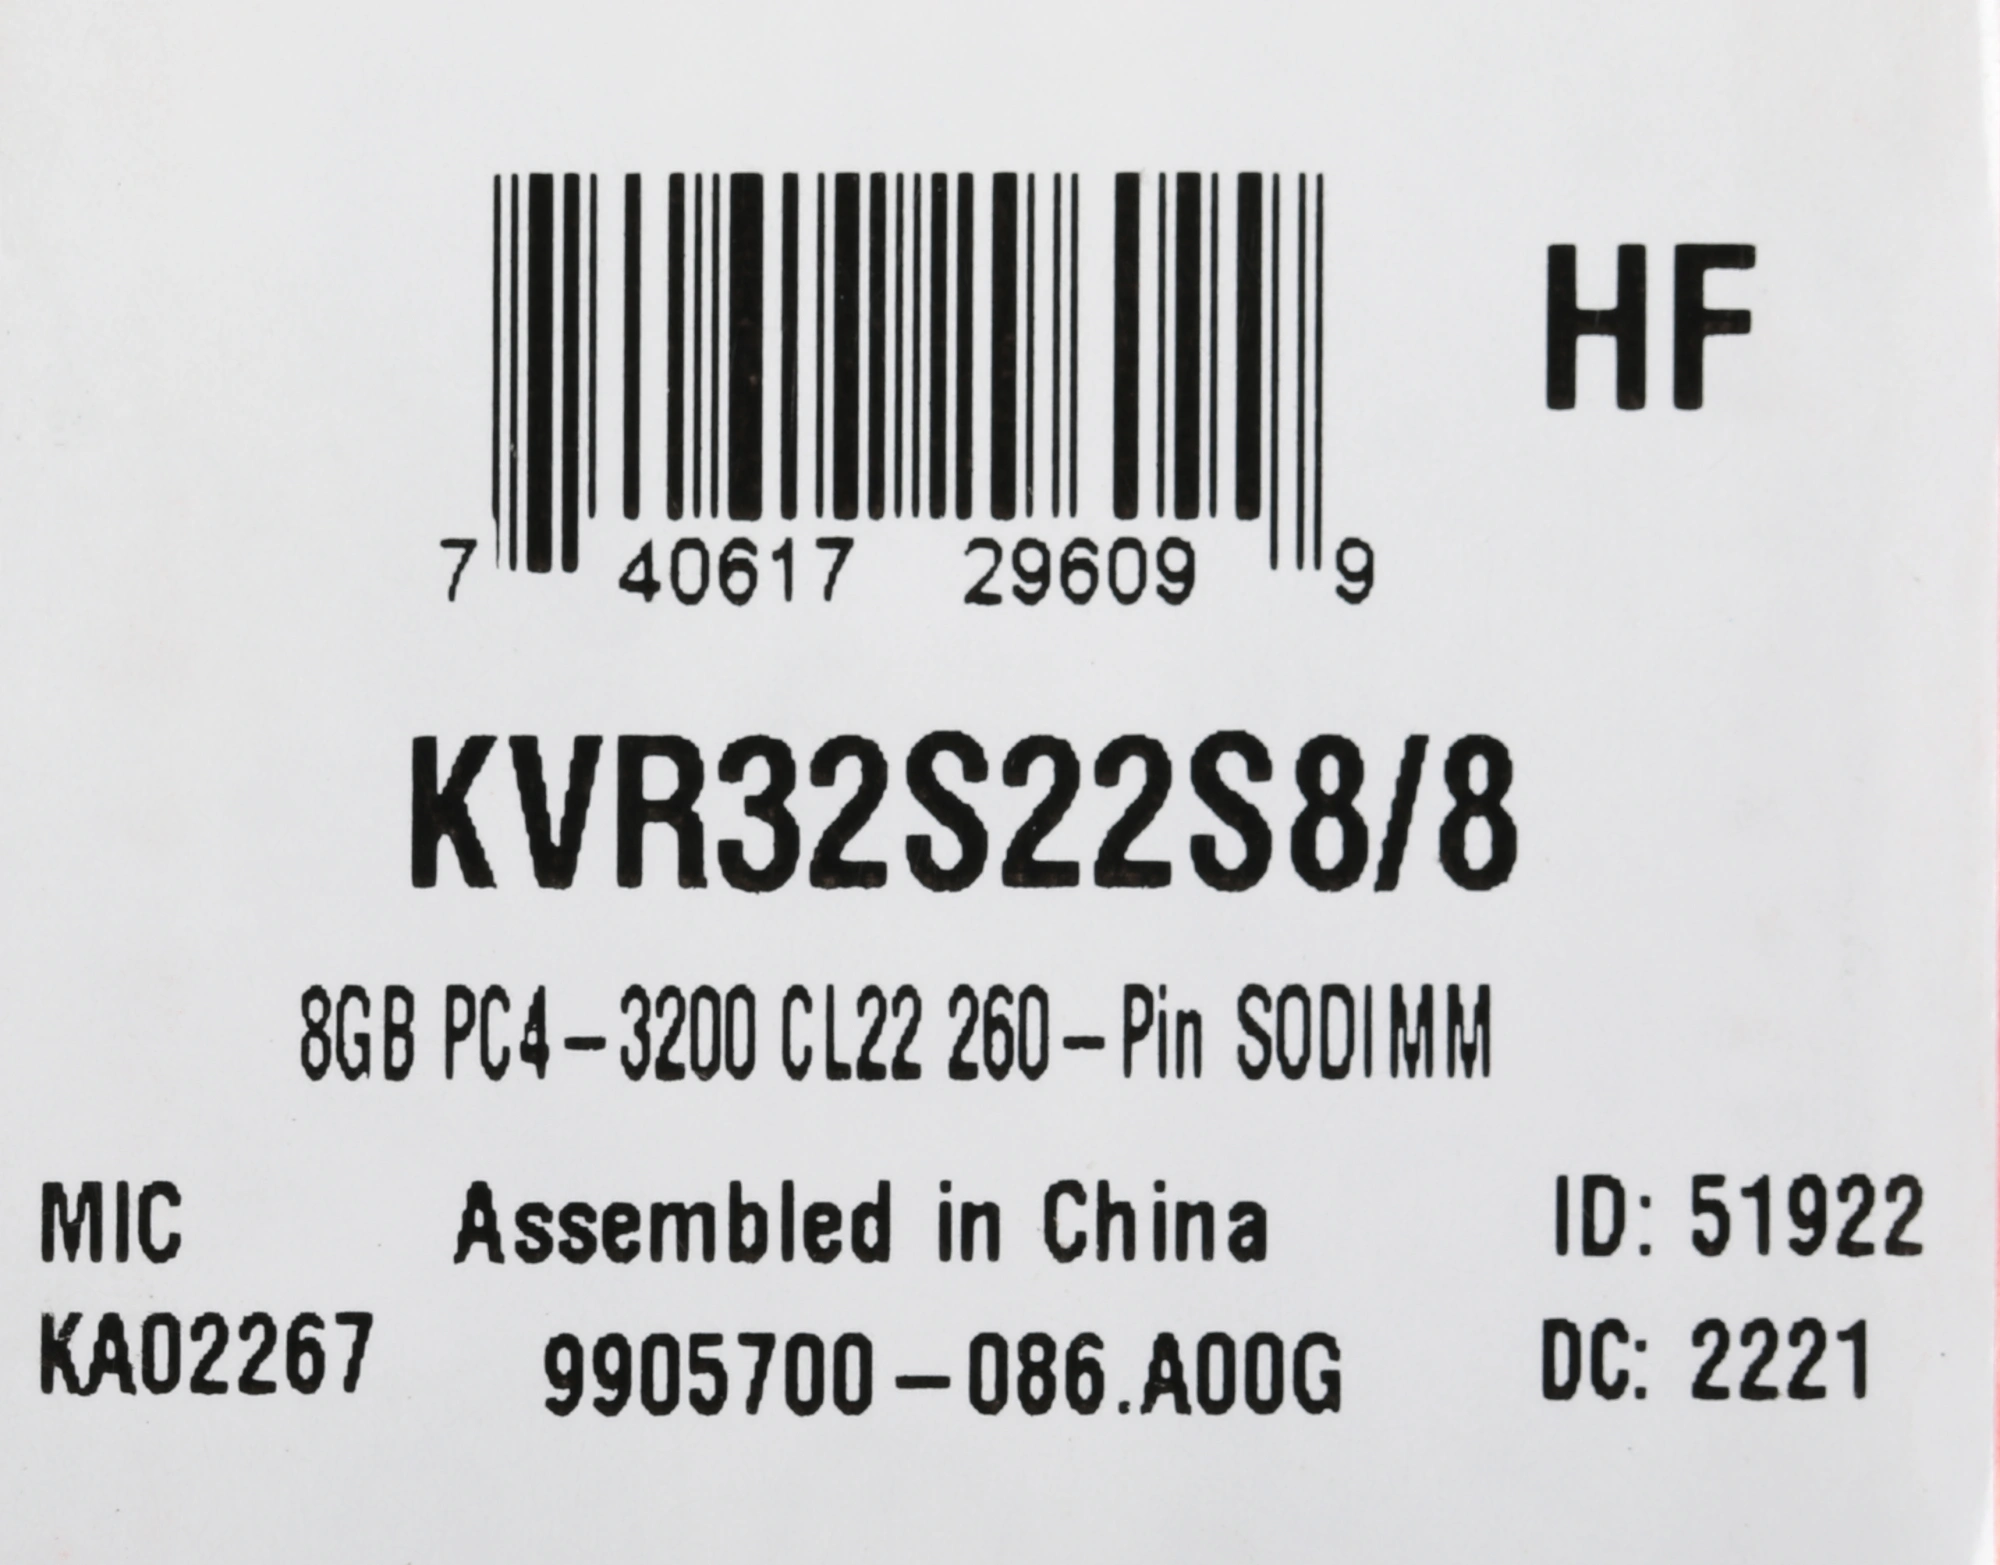 HF
7 40617 29609 9
KVR32S22S8/8
8GB PC4-3200 CL22 260-Pin SODIMM
MIC Assembled in China ID: 51922
KA02267 9905700-086.A00G DC: 2221